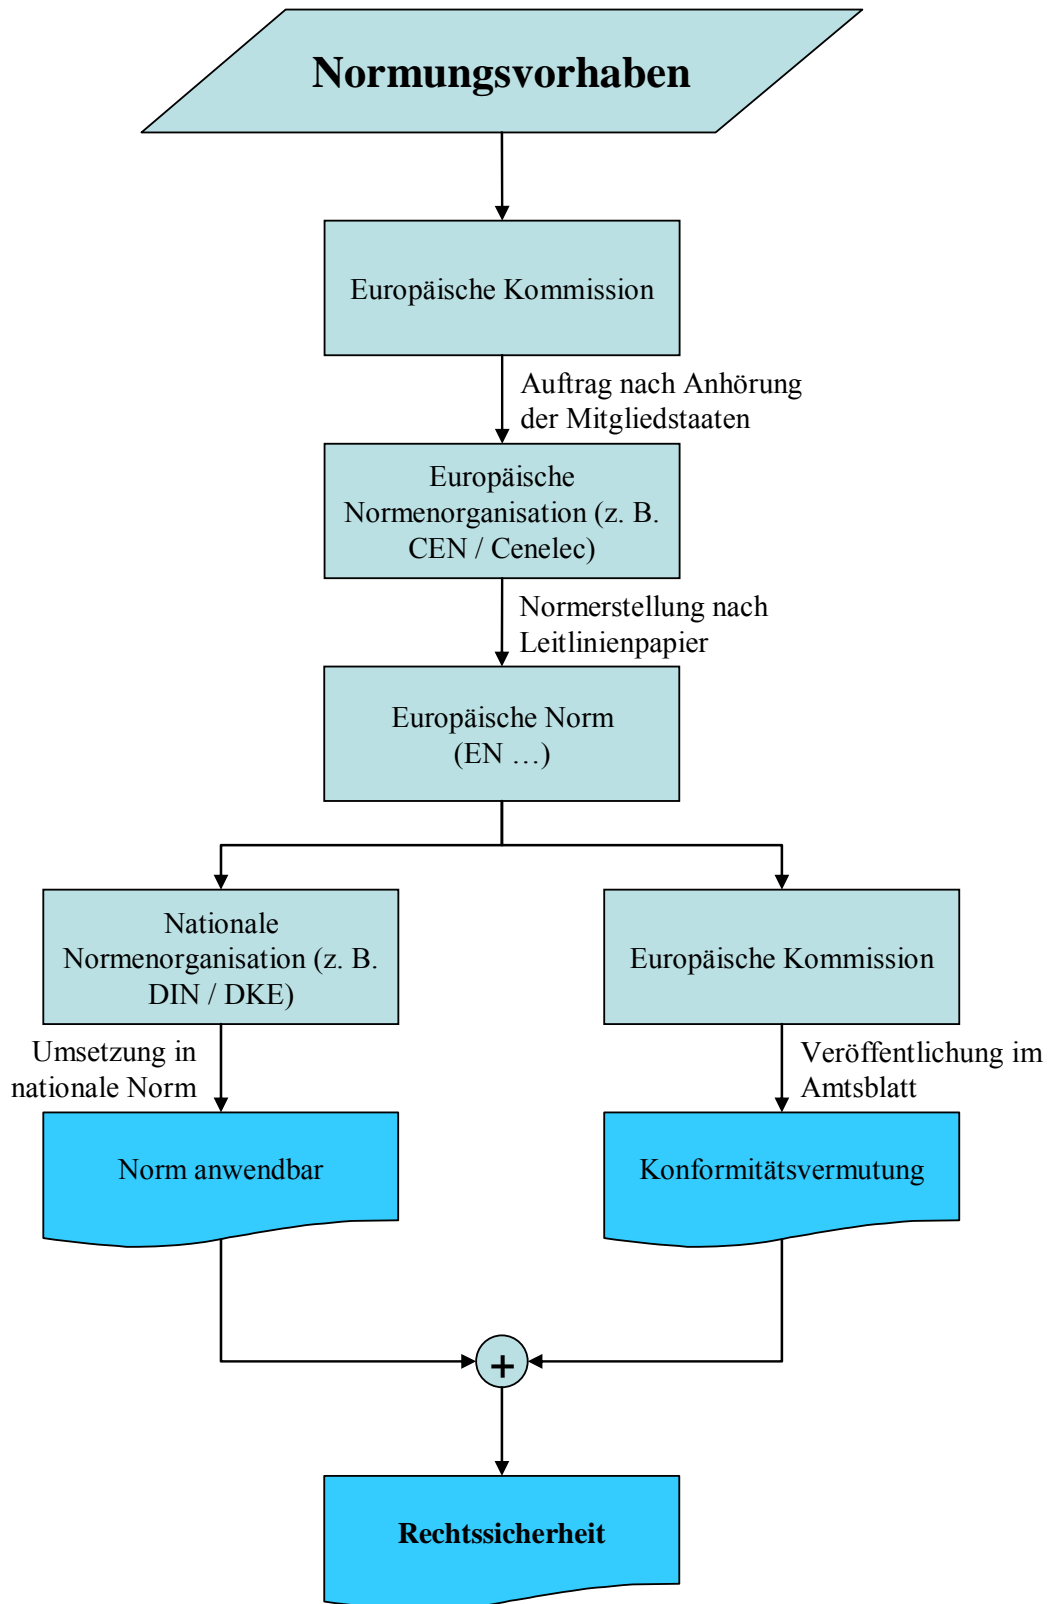 Normungsvorhaben
Europäische Kommission
Auftrag nach Anhörung
der Mitgliedstaaten
Europäische
Normenorganisation (z. B.
CEN / Cenelec)
Normerstellung nach
Leitlinienpapier
Europäische Norm
(EN …)
Nationale
Normenorganisation (z. B.
DIN / DKE)
Europäische Kommission
Umsetzung in
nationale Norm
Veröffentlichung im
Amtsblatt
Norm anwendbar
Konformitätsvermutung
+
Rechtssicherheit